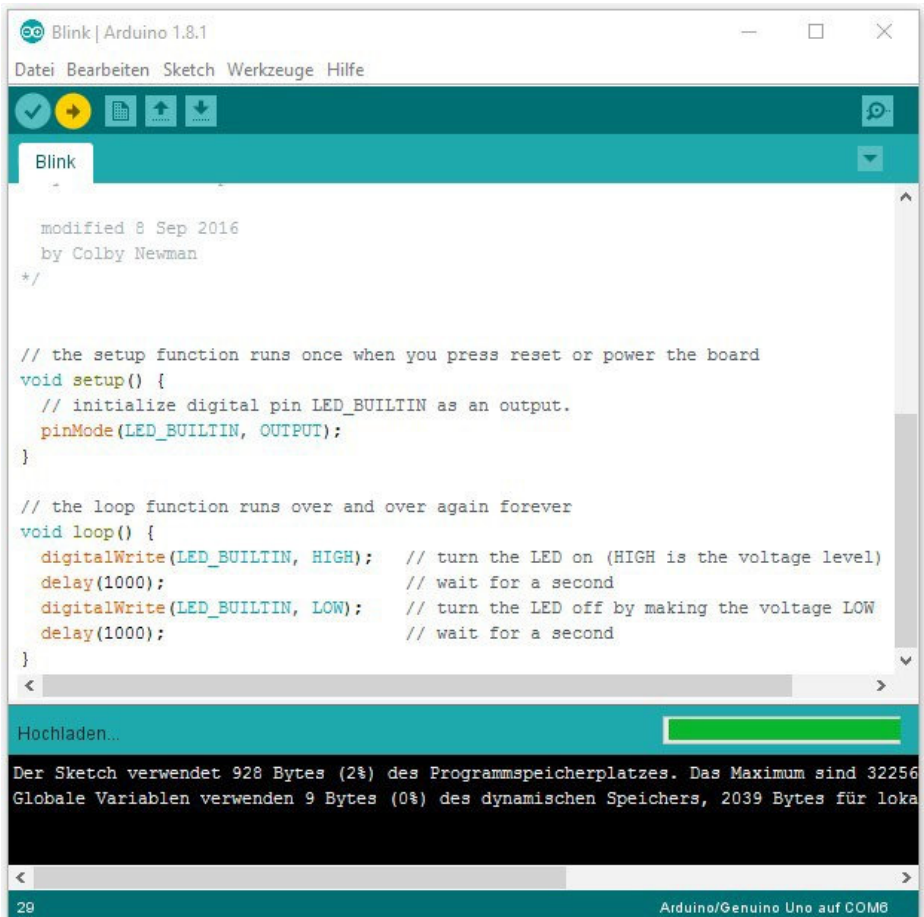 Blink | Arduino 1.8.1
Datei Bearbeiten Sketch Werkzeuge Hilfe
Blink
modified 8 Sep 2016
by Colby Newman
*/
// the setup function runs once when you press reset or power the board
void setup() {
// initialize digital pin LED_BUILTIN as an output.
pinMode(LED_BUILTIN, OUTPUT);
}
// the loop function runs over and over again forever
void loop() {
digitalWrite(LED_BUILTIN, HIGH);   // turn the LED on (HIGH is the voltage level)
delay(1000);                       // wait for a second
digitalWrite(LED_BUILTIN, LOW);    // turn the LED off by making the voltage LOW
delay(1000);                       // wait for a second
}
Hochladen...
Der Sketch verwendet 928 Bytes (2%) des Programmspeicherplatzes. Das Maximum sind 32256
Globale Variablen verwenden 9 Bytes (0%) des dynamischen Speichers, 2039 Bytes für loka
29 Arduino/Genuino Uno auf COM6